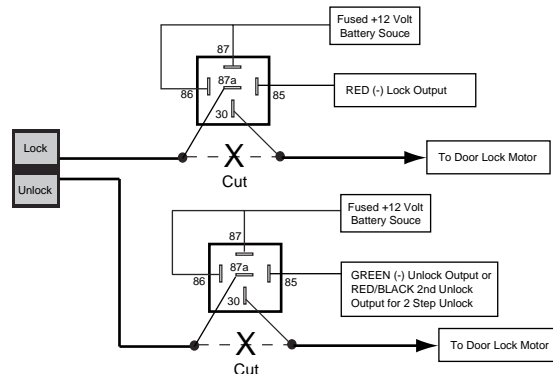 Fused +12 Volt
Battery Souce
87
87a
86
85
30
RED (-) Lock Output
Lock
Unlock
X
Cut
To Door Lock Motor
Fused +12 Volt
Battery Souce
87
87a
86
85
30
GREEN (-) Unlock Output or
RED/BLACK 2nd Unlock
Output for 2 Step Unlock
X
Cut
To Door Lock Motor